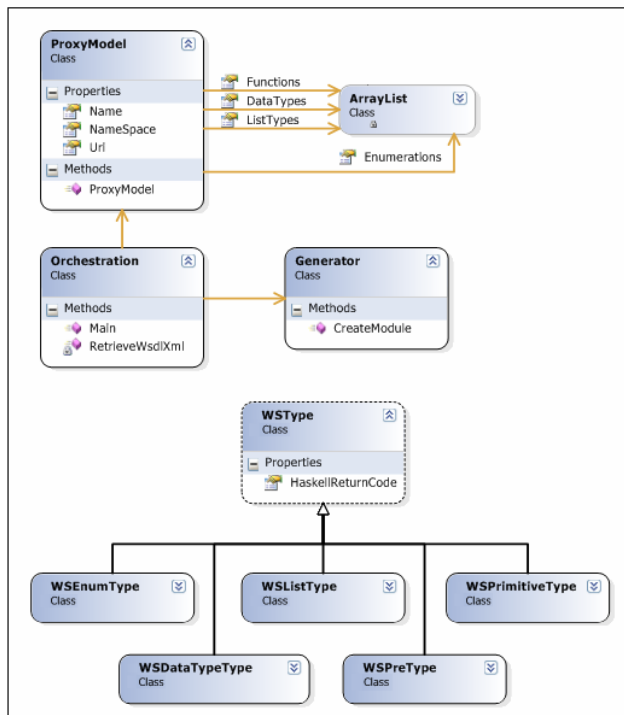 ProxyModel
Class
Properties
Name
NameSpace
Url
Methods
ProxyModel
Functions
DataTypes
ListTypes
ArrayList
Class
Enumerations
Orchestration
Class
Methods
Main
RetrieveWsdlXml
Generator
Class
Methods
CreateModule
WSType
Class
Properties
HaskellReturnCode
WSEnumType
Class
WSListType
Class
WSPrimitiveType
Class
WSDataTypeType
Class
WSPreType
Class